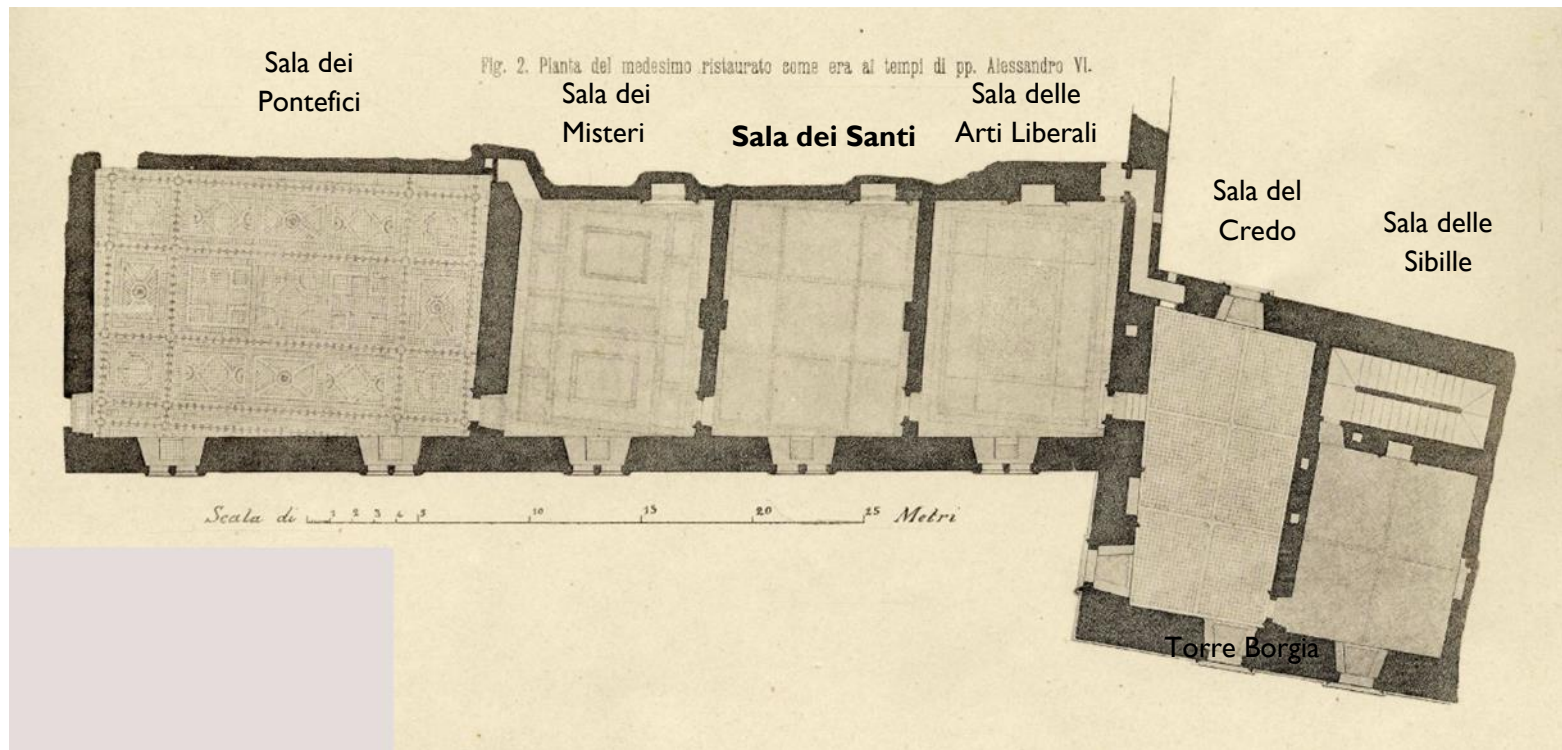 Fig. 2. Pianta del medesimo ristaurato come era ai tempi di pp. Alessandro VI.
Sala dei
Pontefici
Sala dei
Misteri
Sala dei Santi
Sala delle
Arti Liberali
Sala del
Credo
Sala delle
Sibille
Scala di 1 2 3 4 5 10 15 20 25 Metri
Torre Borgia